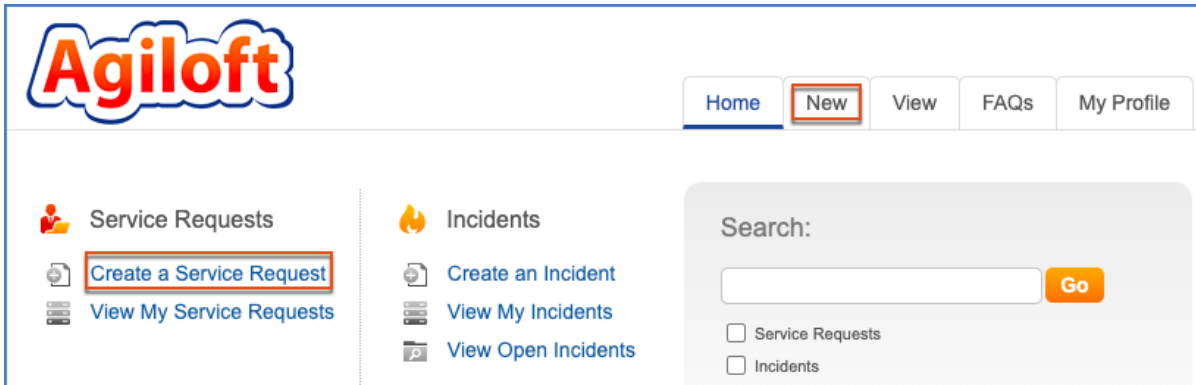 Agiloft
Home New View FAQs My Profile
Service Requests
Create a Service Request
View My Service Requests
Incidents
Create an Incident
View My Incidents
View Open Incidents
Search:
Go
Service Requests
Incidents